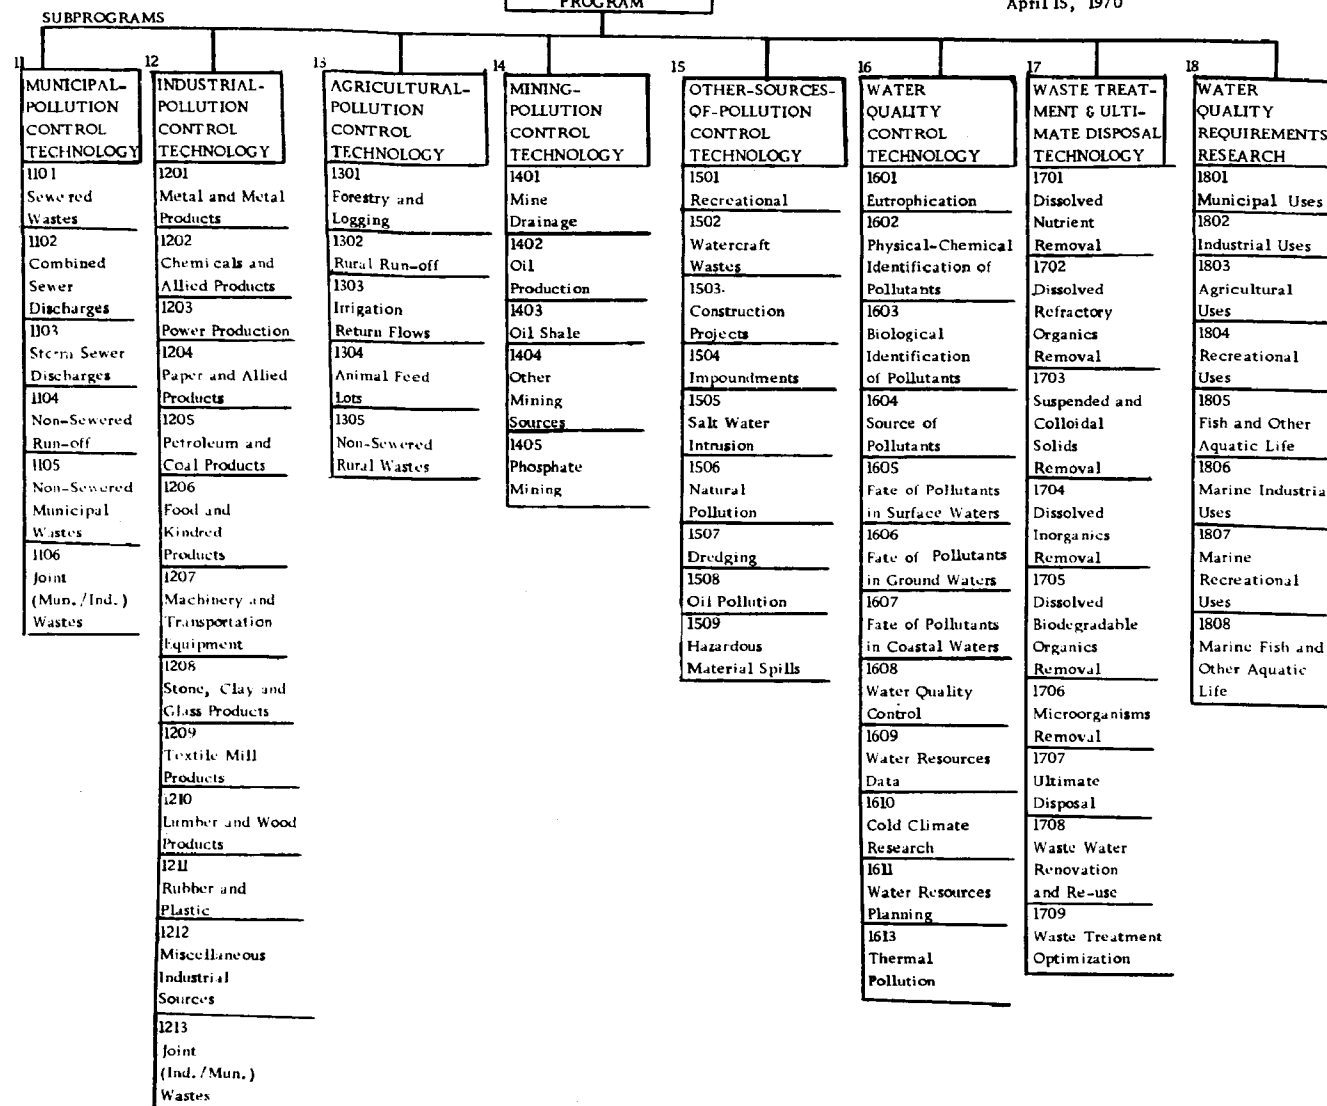 PROGRAM
April 15, 1970
SUBPROGRAMS
11
MUNICIPAL-
POLLUTION
CONTROL
TECHNOLOGY
1101
Sewered
Wastes
1102
Combined
Sewer
Discharges
1103
Storm Sewer
Discharges
1104
Non-Sewered
Run-off
1105
Non-Sewered
Municipal
Wastes
1106
Joint
(Mun./Ind.)
Wastes
12
INDUSTRIAL-
POLLUTION
CONTROL
TECHNOLOGY
1201
Metal and Metal
Products
1202
Chemicals and
Allied Products
1203
Power Production
1204
Paper and Allied
Products
1205
Petroleum and
Coal Products
1206
Food and
Kindred
Products
1207
Machinery and
Transportation
Equipment
1208
Stone, Clay and
Glass Products
1209
Textile Mill
Products
1210
Lumber and Wood
Products
1211
Rubber and
Plastic
1212
Miscellaneous
Industrial
Sources
1213
Joint
(Ind./Mun.)
Wastes
13
AGRICULTURAL-
POLLUTION
CONTROL
TECHNOLOGY
1301
Forestry and
Logging
1302
Rural Run-off
1303
Irrigation
Return Flows
1304
Animal Feed
Lots
1305
Non-Sewered
Rural Wastes
14
MINING-
POLLUTION
CONTROL
TECHNOLOGY
1401
Mine
Drainage
1402
Oil
Production
1403
Oil Shale
1404
Other
Mining
Sources
1405
Phosphate
Mining
15
OTHER-SOURCES-
OF-POLLUTION
CONTROL
TECHNOLOGY
1501
Recreational
1502
Watercraft
Wastes
1503.
Construction
Projects
1504
Impoundments
1505
Salt Water
Intrusion
1506
Natural
Pollution
1507
Dredging
1508
Oil Pollution
1509
Hazardous
Material Spills
16
WATER
QUALITY
CONTROL
TECHNOLOGY
1601
Eutrophication
1602
Physical-Chemical
Identification of
Pollutants
1603
Biological
Identification
of Pollutants
1604
Source of
Pollutants
1605
Fate of Pollutants
in Surface Waters
1606
Fate of Pollutants
in Ground Waters
1607
Fate of Pollutants
in Coastal Waters
1608
Water Quality
Control
1609
Water Resources
Data
1610
Cold Climate
Research
1611
Water Resources
Planning
1613
Thermal
Pollution
17
WASTE TREAT-
MENT & ULTI-
MATE DISPOSAL
TECHNOLOGY
1701
Dissolved
Nutrient
Removal
1702
Dissolved
Refractory
Organics
Removal
1703
Suspended and
Colloidal
Solids
Removal
1704
Dissolved
Inorganics
Removal
1705
Dissolved
Biodegradable
Organics
Removal
1706
Microorganisms
Removal
1707
Ultimate
Disposal
1708
Waste Water
Renovation
and Re-use
1709
Waste Treatment
Optimization
18
WATER
QUALITY
REQUIREMENTS
RESEARCH
1801
Municipal Uses
1802
Industrial Uses
1803
Agricultural
Uses
1804
Recreational
Uses
1805
Fish and Other
Aquatic Life
1806
Marine Industria
Uses
1807
Marine
Recreational
Uses
1808
Marine Fish and
Other Aquatic
Life